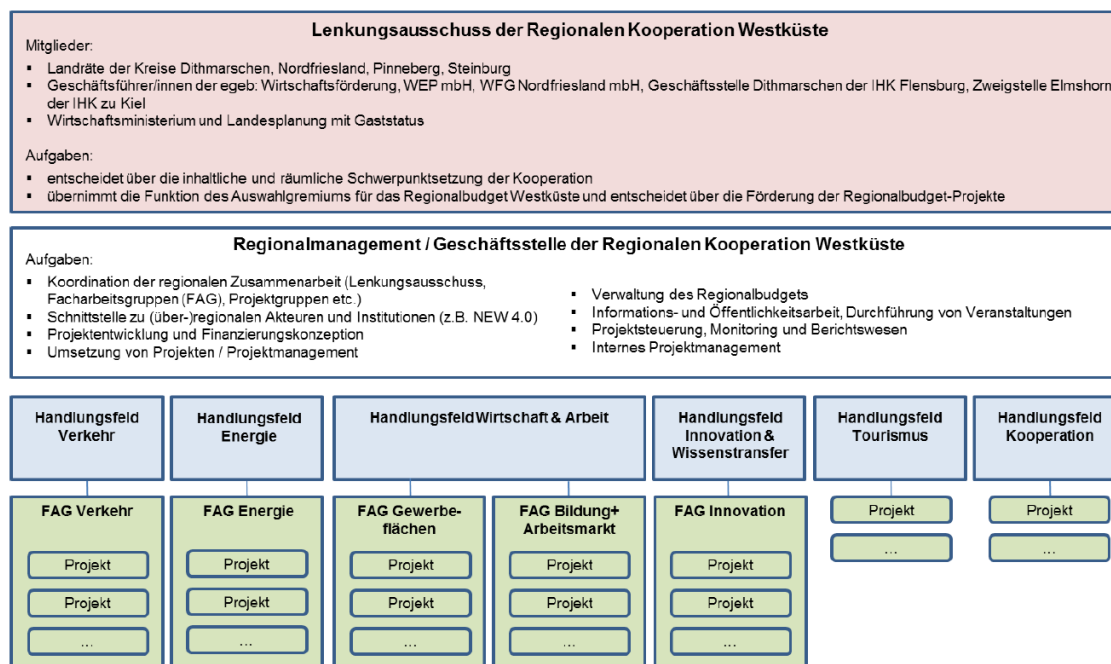 Lenkungsausschuss der Regionalen Kooperation Westküste
Mitglieder:
▪ Landräte der Kreise Dithmarschen, Nordfriesland, Pinneberg, Steinburg
▪ Geschäftsführer/innen der egeb: Wirtschaftsförderung, WEP mbH, WFG Nordfriesland mbH, Geschäftsstelle Dithmarschen der IHK Flensburg, Zweigstelle Elmshorn
der IHK zu Kiel
▪ Wirtschaftsministerium und Landesplanung mit Gaststatus
Aufgaben:
▪ entscheidet über die inhaltliche und räumliche Schwerpunktsetzung der Kooperation
▪ übernimmt die Funktion des Auswahlgremiums für das Regionalbudget Westküste und entscheidet über die Förderung der Regionalbudget-Projekte
Regionalmanagement / Geschäftsstelle der Regionalen Kooperation Westküste
Aufgaben:
▪ Koordination der regionalen Zusammenarbeit (Lenkungsausschuss,
Facharbeitsgruppen (FAG), Projektgruppen etc.)
▪ Schnittstelle zu (über-)regionalen Akteuren und Institutionen (z.B. NEW 4.0)
▪ Projektentwicklung und Finanzierungskonzeption
▪ Umsetzung von Projekten / Projektmanagement
▪ Verwaltung des Regionalbudgets
▪ Informations- und Öffentlichkeitsarbeit, Durchführung von Veranstaltungen
▪ Projektsteuerung, Monitoring und Berichtswesen
▪ Internes Projektmanagement
Handlungsfeld
Verkehr
Handlungsfeld
Energie
Handlungsfeld Wirtschaft & Arbeit
Handlungsfeld
Innovation &
Wissenstransfer
Handlungsfeld
Tourismus
Handlungsfeld
Kooperation
FAG Verkehr
Projekt
Projekt
...
FAG Energie
Projekt
Projekt
...
FAG Gewerbe-
flächen
Projekt
Projekt
...
FAG Bildung+
Arbeitsmarkt
Projekt
Projekt
...
FAG Innovation
Projekt
Projekt
...
Projekt
...
Projekt
...